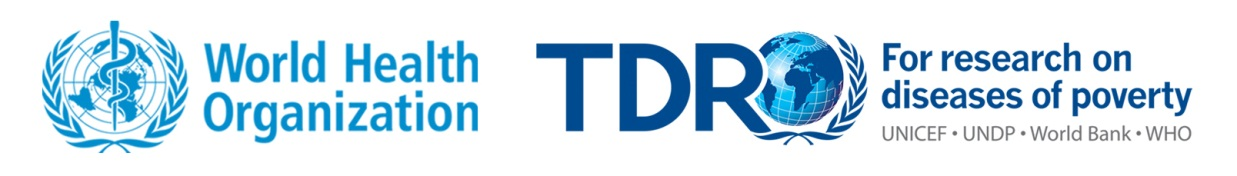 World Health
Organization
TDR
For research on
diseases of poverty
UNICEF • UNDP • World Bank • WHO